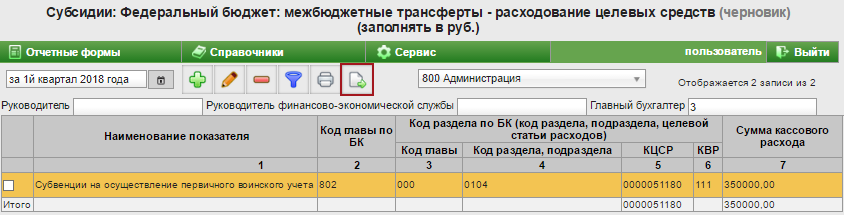 Субсидии: Федеральный бюджет: межбюджетные трансферты - расходование целевых средств (черновик)
(заполнять в руб.)
Отчетные формы Справочники Сервис пользователь Выйти
за 1й квартал 2018 года 800 Администрация Отображается 2 записи из 2
Руководитель Руководитель финансово-экономической службы Главный бухгалтер 3
Наименование показателя Код главы по БК Код раздела по БК (код раздела, подраздела, целевой статьи расходов) Сумма кассового расхода
Код главы Код раздела, подраздела КЦСР КВР
1 2 3 4 5 6 7
Субвенции на осуществление первичного воинского учета 802 000 0104 0000051180 111 350000,00
Итого 0000051180 350000,00